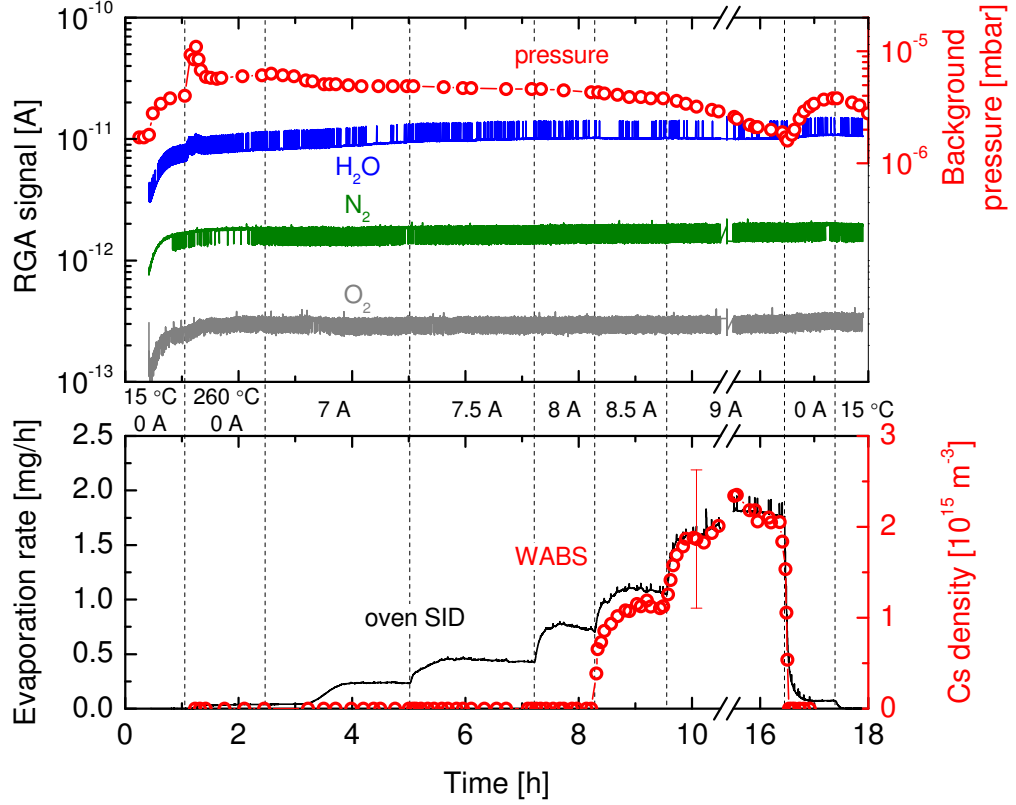 10⁻¹⁰
10⁻¹¹
10⁻¹²
10⁻¹³
RGA signal [A]
pressure
H₂O
N₂
O₂
10⁻⁵
10⁻⁶
Background
pressure [mbar]
15 °C
0 A
260 °C
0 A
7 A
7.5 A
8 A
8.5 A
9 A
0 A
15 °C
2.5
2.0
1.5
1.0
0.5
0.0
Evaporation rate [mg/h]
WABS
oven SID
3
2
1
0
Cs density [10¹⁵ m⁻³]
0 2 4 6 8 10 16 18
Time [h]